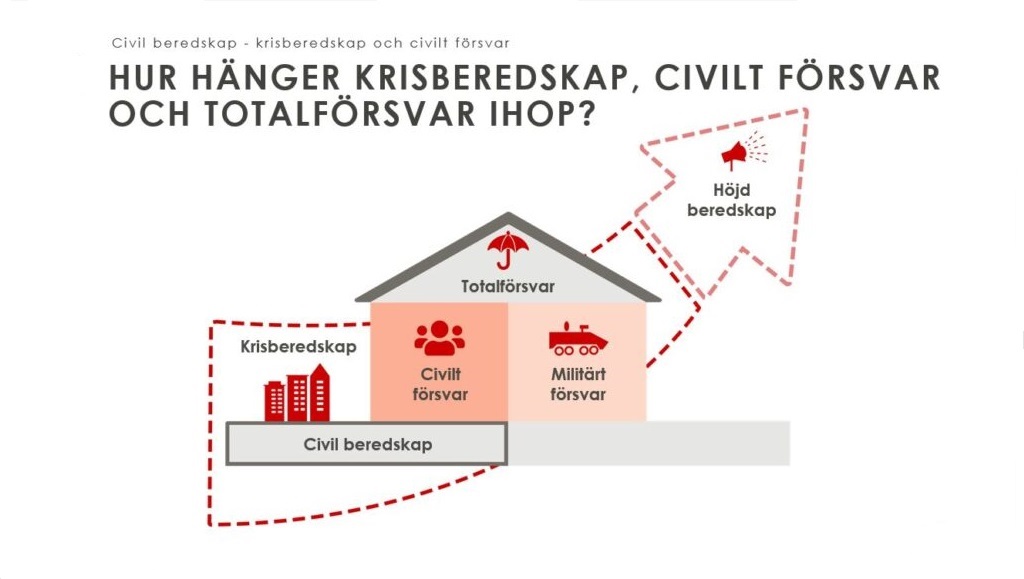 Civil beredskap - krisberedskap och civilt försvar
HUR HÄNGER KRISBEREDSKAP, CIVILT FÖRSVAR
OCH TOTALFÖRSVAR IHOP?
Höjd
beredskap
Totalförsvar
Krisberedskap
Civilt
försvar
Militärt
försvar
Civil beredskap